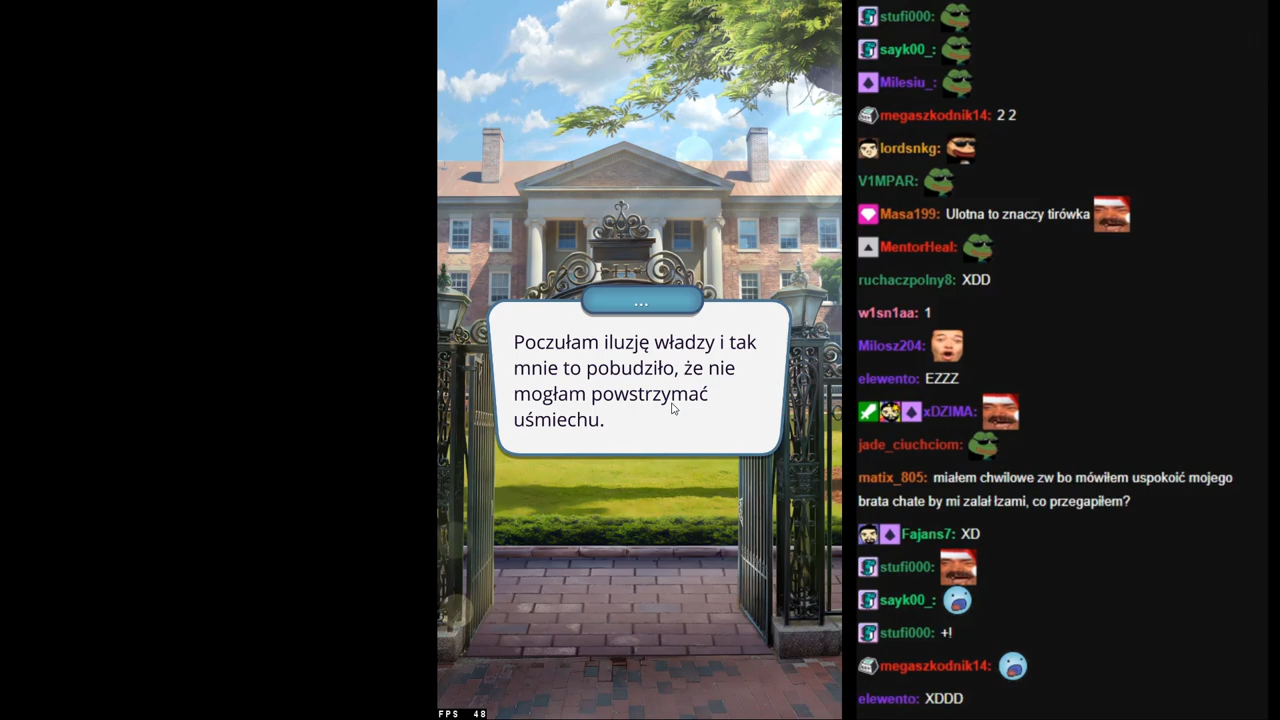 ...
Poczułam iluzję władzy i tak
mnie to pobudziło, że nie
mogłam powstrzymać
uśmiechu.
FPS 48
stufi000:
sayk00_:
Milesiu_:
megaszkodnik14: 2 2
lordsnkg:
V1MPAR:
Masa199: Ulotna to znaczy tirówka
MentorHeal:
ruchaczpolny8: XDD
w1sn1aa: 1
Milosz204:
elewento: EZZZ
xDZIMA:
jade_ciuchciom:
matix_805: miałem chwilowe zw bo mówiłem uspokoić mojego
brata chate by mi zalał łzami, co przegapiłem?
Fajans7: XD
stufi000:
sayk00_:
stufi000: +!
megaszkodnik14:
elewento: XDDD